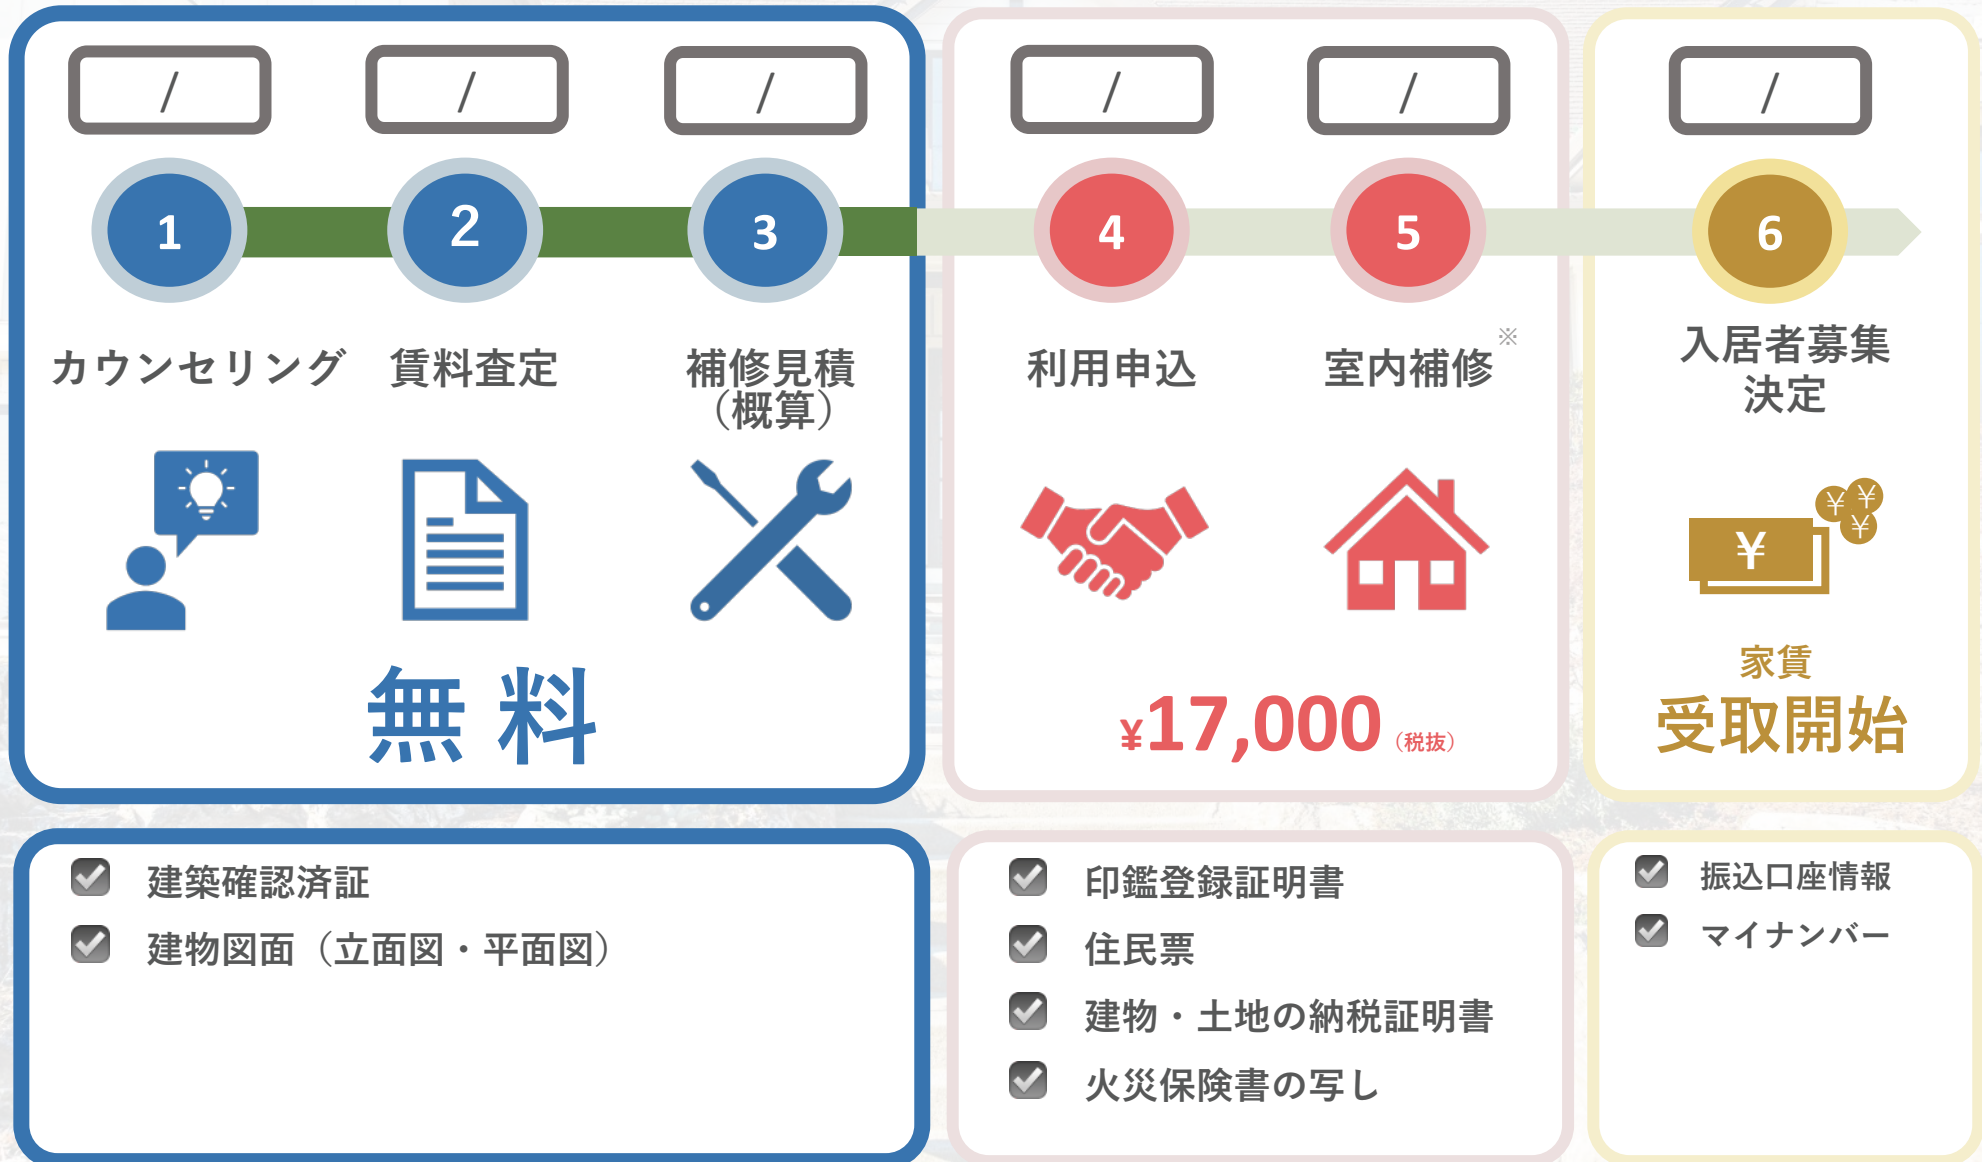 /
/
/
/
/
/
1
2
3
4
5
6
カウンセリング
賃料査定
補修見積
（概算）
利用申込
室内補修※
入居者募集
決定
¥
¥
¥
¥
無料
¥17,000（税抜）
家賃
受取開始
建築確認済証
建物図面（立面図・平面図）
印鑑登録証明書
住民票
建物・土地の納税証明書
火災保険書の写し
振込口座情報
マイナンバー